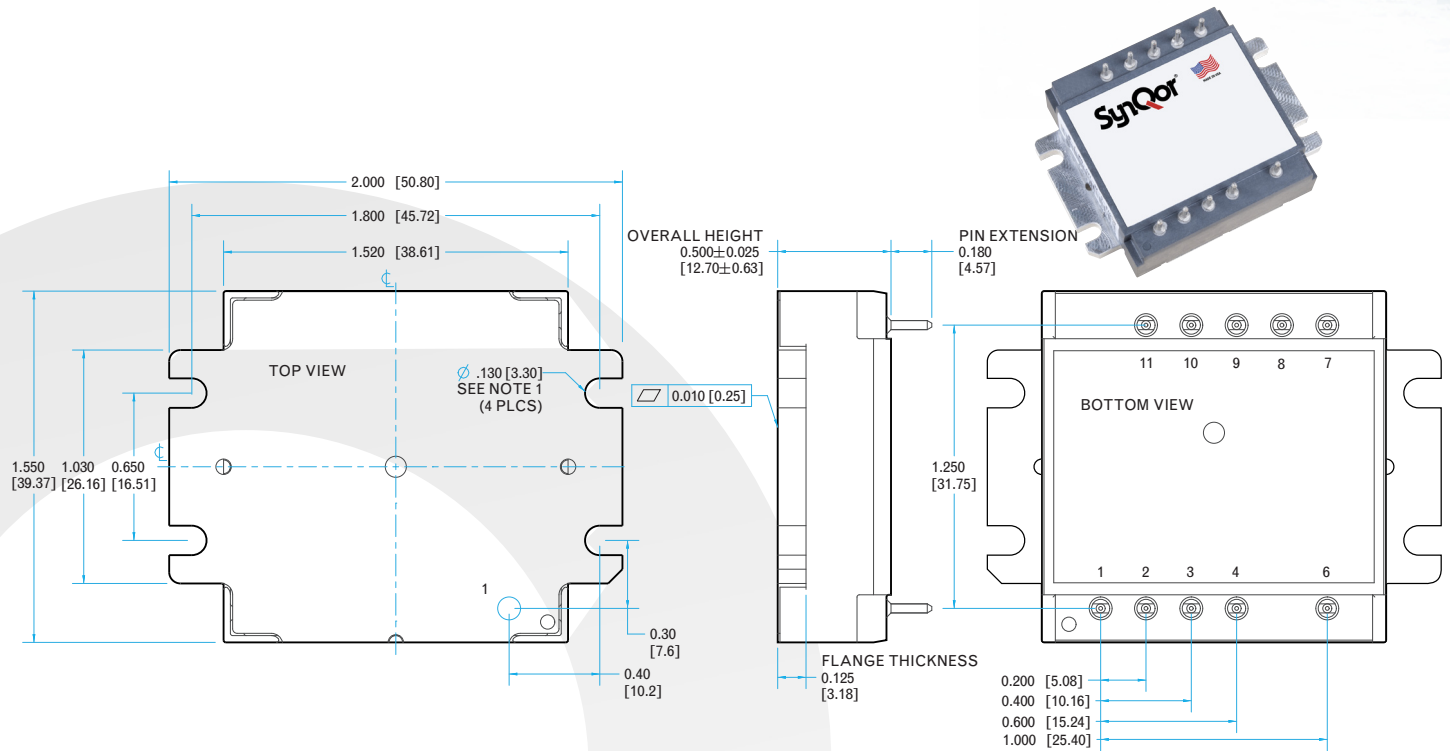 SynQor®
MADE IN USA
2.000 [50.80]
1.800 [45.72]
1.520 [38.61]
OVERALL HEIGHT
0.500±0.025
[12.70±0.63]
PIN EXTENSION
0.180
[4.57]
TOP VIEW
⌀ .130 [3.30]
SEE NOTE 1
(4 PLCS)
0.010 [0.25]
11 10 9 8 7
BOTTOM VIEW
1.550
[39.37]
1.030
[26.16]
0.650
[16.51]
1.250
[31.75]
1
1 2 3 4 6
0.30
[7.6]
0.40
[10.2]
FLANGE THICKNESS
0.125
[3.18]
0.200 [5.08]
0.400 [10.16]
0.600 [15.24]
1.000 [25.40]